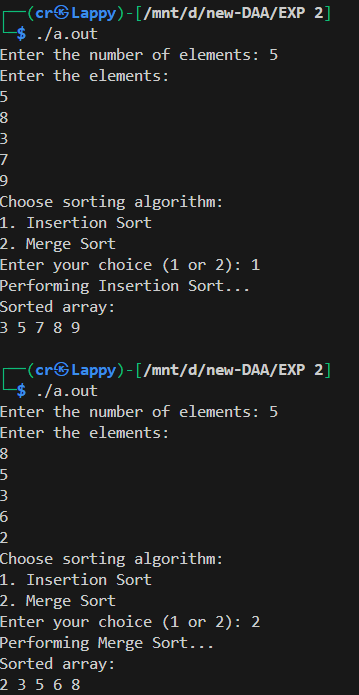 ┌──(cr㉿Lappy)-[/mnt/d/new-DAA/EXP 2]
└─$ ./a.out
Enter the number of elements: 5
Enter the elements:
5
8
3
7
9
Choose sorting algorithm:
1. Insertion Sort
2. Merge Sort
Enter your choice (1 or 2): 1
Performing Insertion Sort...
Sorted array:
3 5 7 8 9
┌──(cr㉿Lappy)-[/mnt/d/new-DAA/EXP 2]
└─$ ./a.out
Enter the number of elements: 5
Enter the elements:
8
5
3
6
2
Choose sorting algorithm:
1. Insertion Sort
2. Merge Sort
Enter your choice (1 or 2): 2
Performing Merge Sort...
Sorted array:
2 3 5 6 8